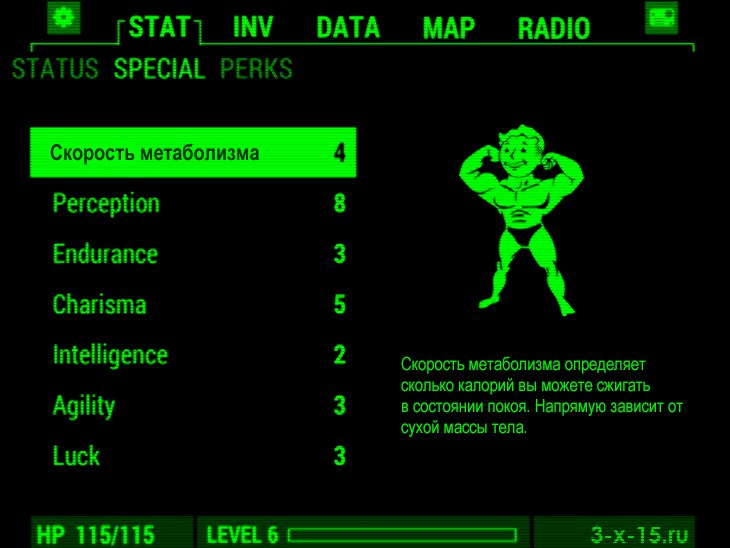 STAT INV DATA MAP RADIO
STATUS SPECIAL PERKS
Скорость метаболизма 4
Perception 8
Endurance 3
Charisma 5
Intelligence 2
Agility 3
Luck 3
Скорость метаболизма определяет
сколько калорий вы можете сжигать
в состоянии покоя. Напрямую зависит от
сухой массы тела.
HP 115/115 LEVEL 6 3-x-15.ru